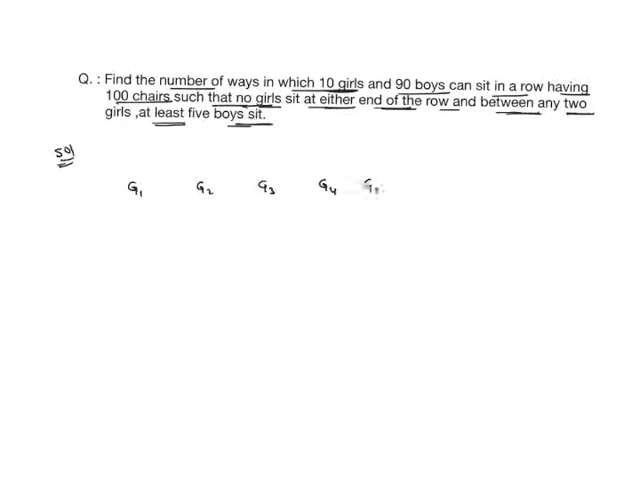 Q. : Find the number of ways in which 10 girls and 90 boys can sit in a row having
100 chairs such that no girls sit at either end of the row and between any two
girls ,at least five boys sit.
Sol
G1 G2 G3 G4